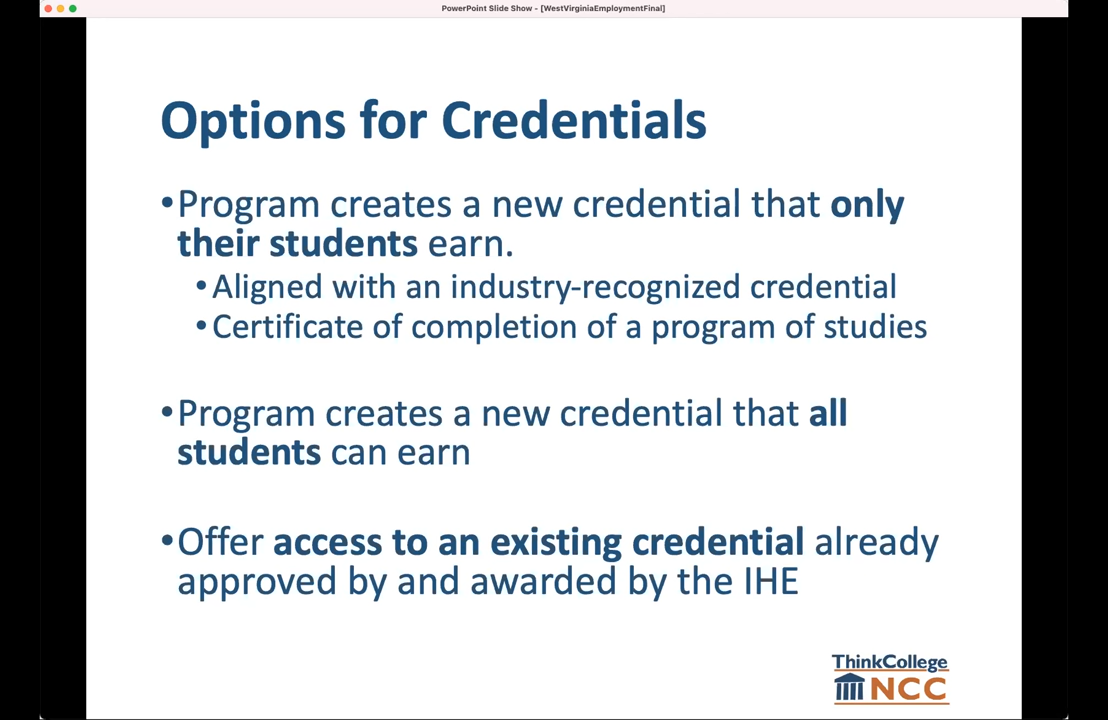 PowerPoint Slide Show - [WestVirginiaEmploymentFinal]
Options for Credentials
•Program creates a new credential that only
their students earn.
•Aligned with an industry-recognized credential
•Certificate of completion of a program of studies
•Program creates a new credential that all
students can earn
•Offer access to an existing credential already
approved by and awarded by the IHE
ThinkCollege
NCC